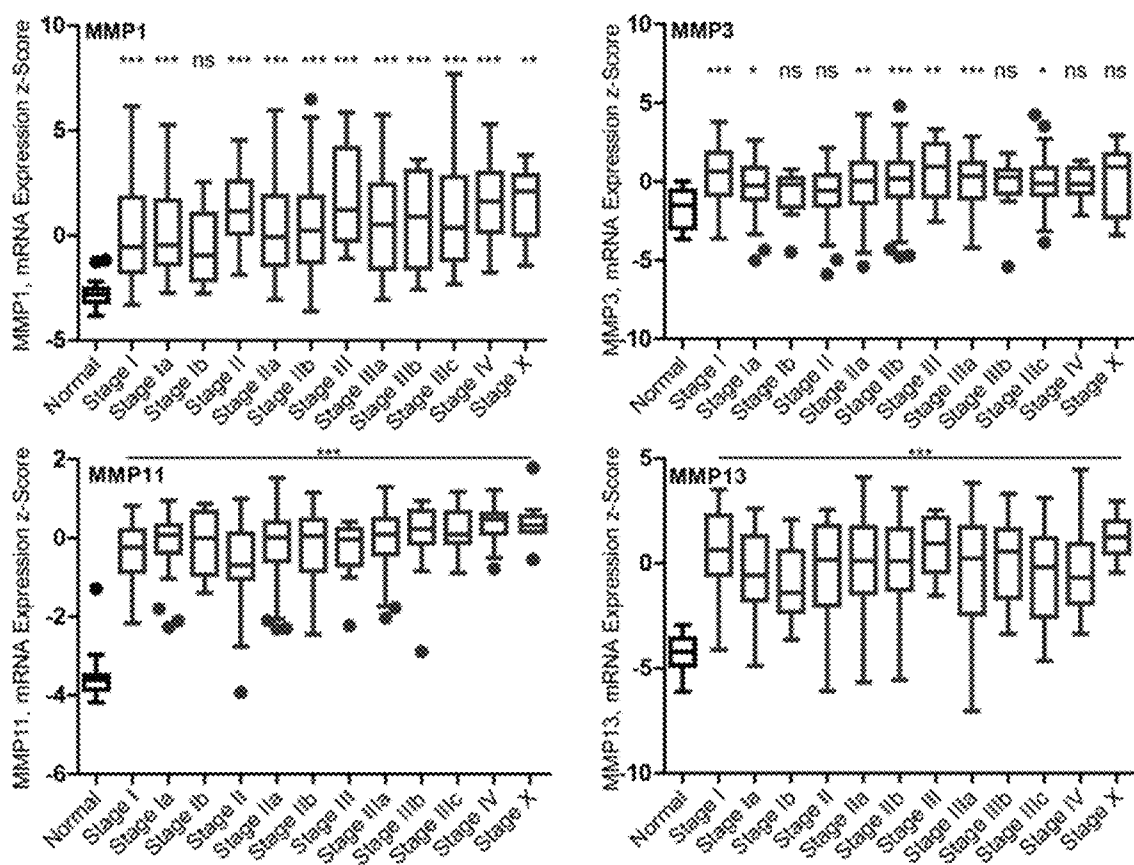 MMP1
*** *** ns *** *** *** *** *** *** *** *** **
MMP1, mRNA Expression z-Score
10
5
0
-5
Normal
Stage I
Stage Ia
Stage Ib
Stage II
Stage IIa
Stage IIb
Stage III
Stage IIIa
Stage IIIb
Stage IIIc
Stage IV
Stage X
MMP3
*** * ns ns ** *** ** *** ns * ns ns
MMP3, mRNA Expression z-Score
10
5
0
-5
-10
Normal
Stage I
Stage Ia
Stage Ib
Stage II
Stage IIa
Stage IIb
Stage III
Stage IIIa
Stage IIIb
Stage IIIc
Stage IV
Stage X
MMP11
***
MMP11, mRNA Expression z-Score
2
0
-2
-4
-6
Normal
Stage I
Stage Ia
Stage Ib
Stage II
Stage IIa
Stage IIb
Stage III
Stage IIIa
Stage IIIb
Stage IIIc
Stage IV
Stage X
MMP13
***
MMP13, mRNA Expression z-Score
5
0
-5
-10
Normal
Stage I
Stage Ia
Stage Ib
Stage II
Stage IIa
Stage IIb
Stage III
Stage IIIa
Stage IIIb
Stage IIIc
Stage IV
Stage X